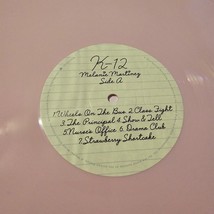 K-12
Melanie Martinez
Side A
1.Wheels On The Bus 2.Class Fight
3.The Principal 4.Show & Tell
5.Nurse's Office 6.Drama Club
7.Strawberry Shortcake